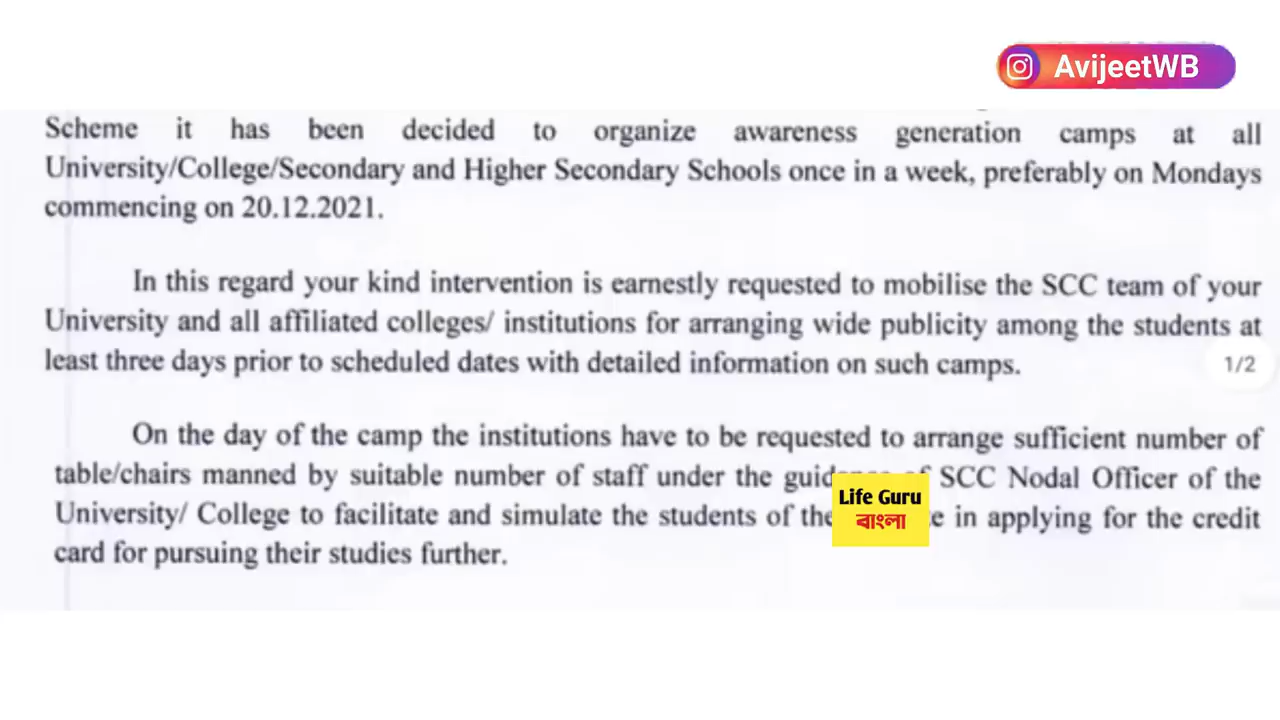 AvijeetWB
Scheme it has been decided to organize awareness generation camps at all
University/College/Secondary and Higher Secondary Schools once in a week, preferably on Mondays
commencing on 20.12.2021.
In this regard your kind intervention is earnestly requested to mobilise the SCC team of your
University and all affiliated colleges/ institutions for arranging wide publicity among the students at
least three days prior to scheduled dates with detailed information on such camps.
1/2
On the day of the camp the institutions have to be requested to arrange sufficient number of
table/chairs manned by suitable number of staff under the SCC Nodal Officer of the
University/ College to facilitate and simulate the students of the in applying for the credit
card for pursuing their studies further.
Life Guru
বাংলা